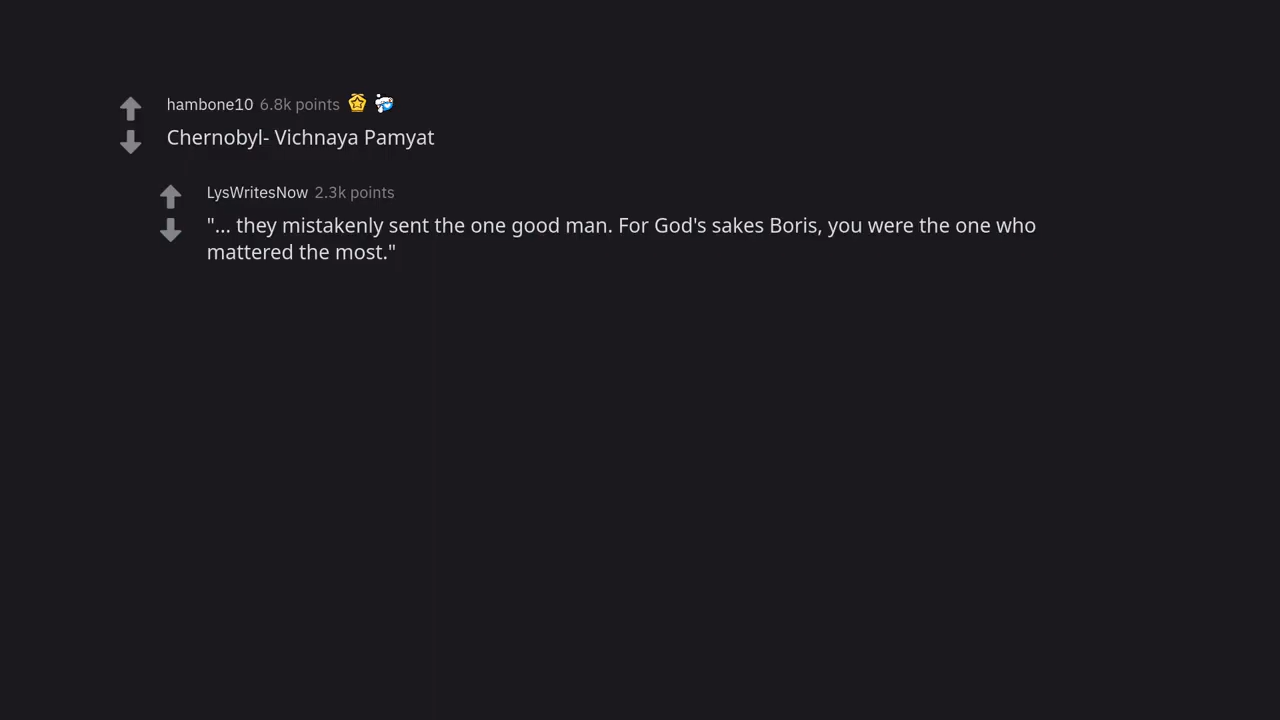 hambone10 6.8k points
Chernobyl- Vichnaya Pamyat
LysWritesNow 2.3k points
"... they mistakenly sent the one good man. For God's sakes Boris, you were the one who
mattered the most."